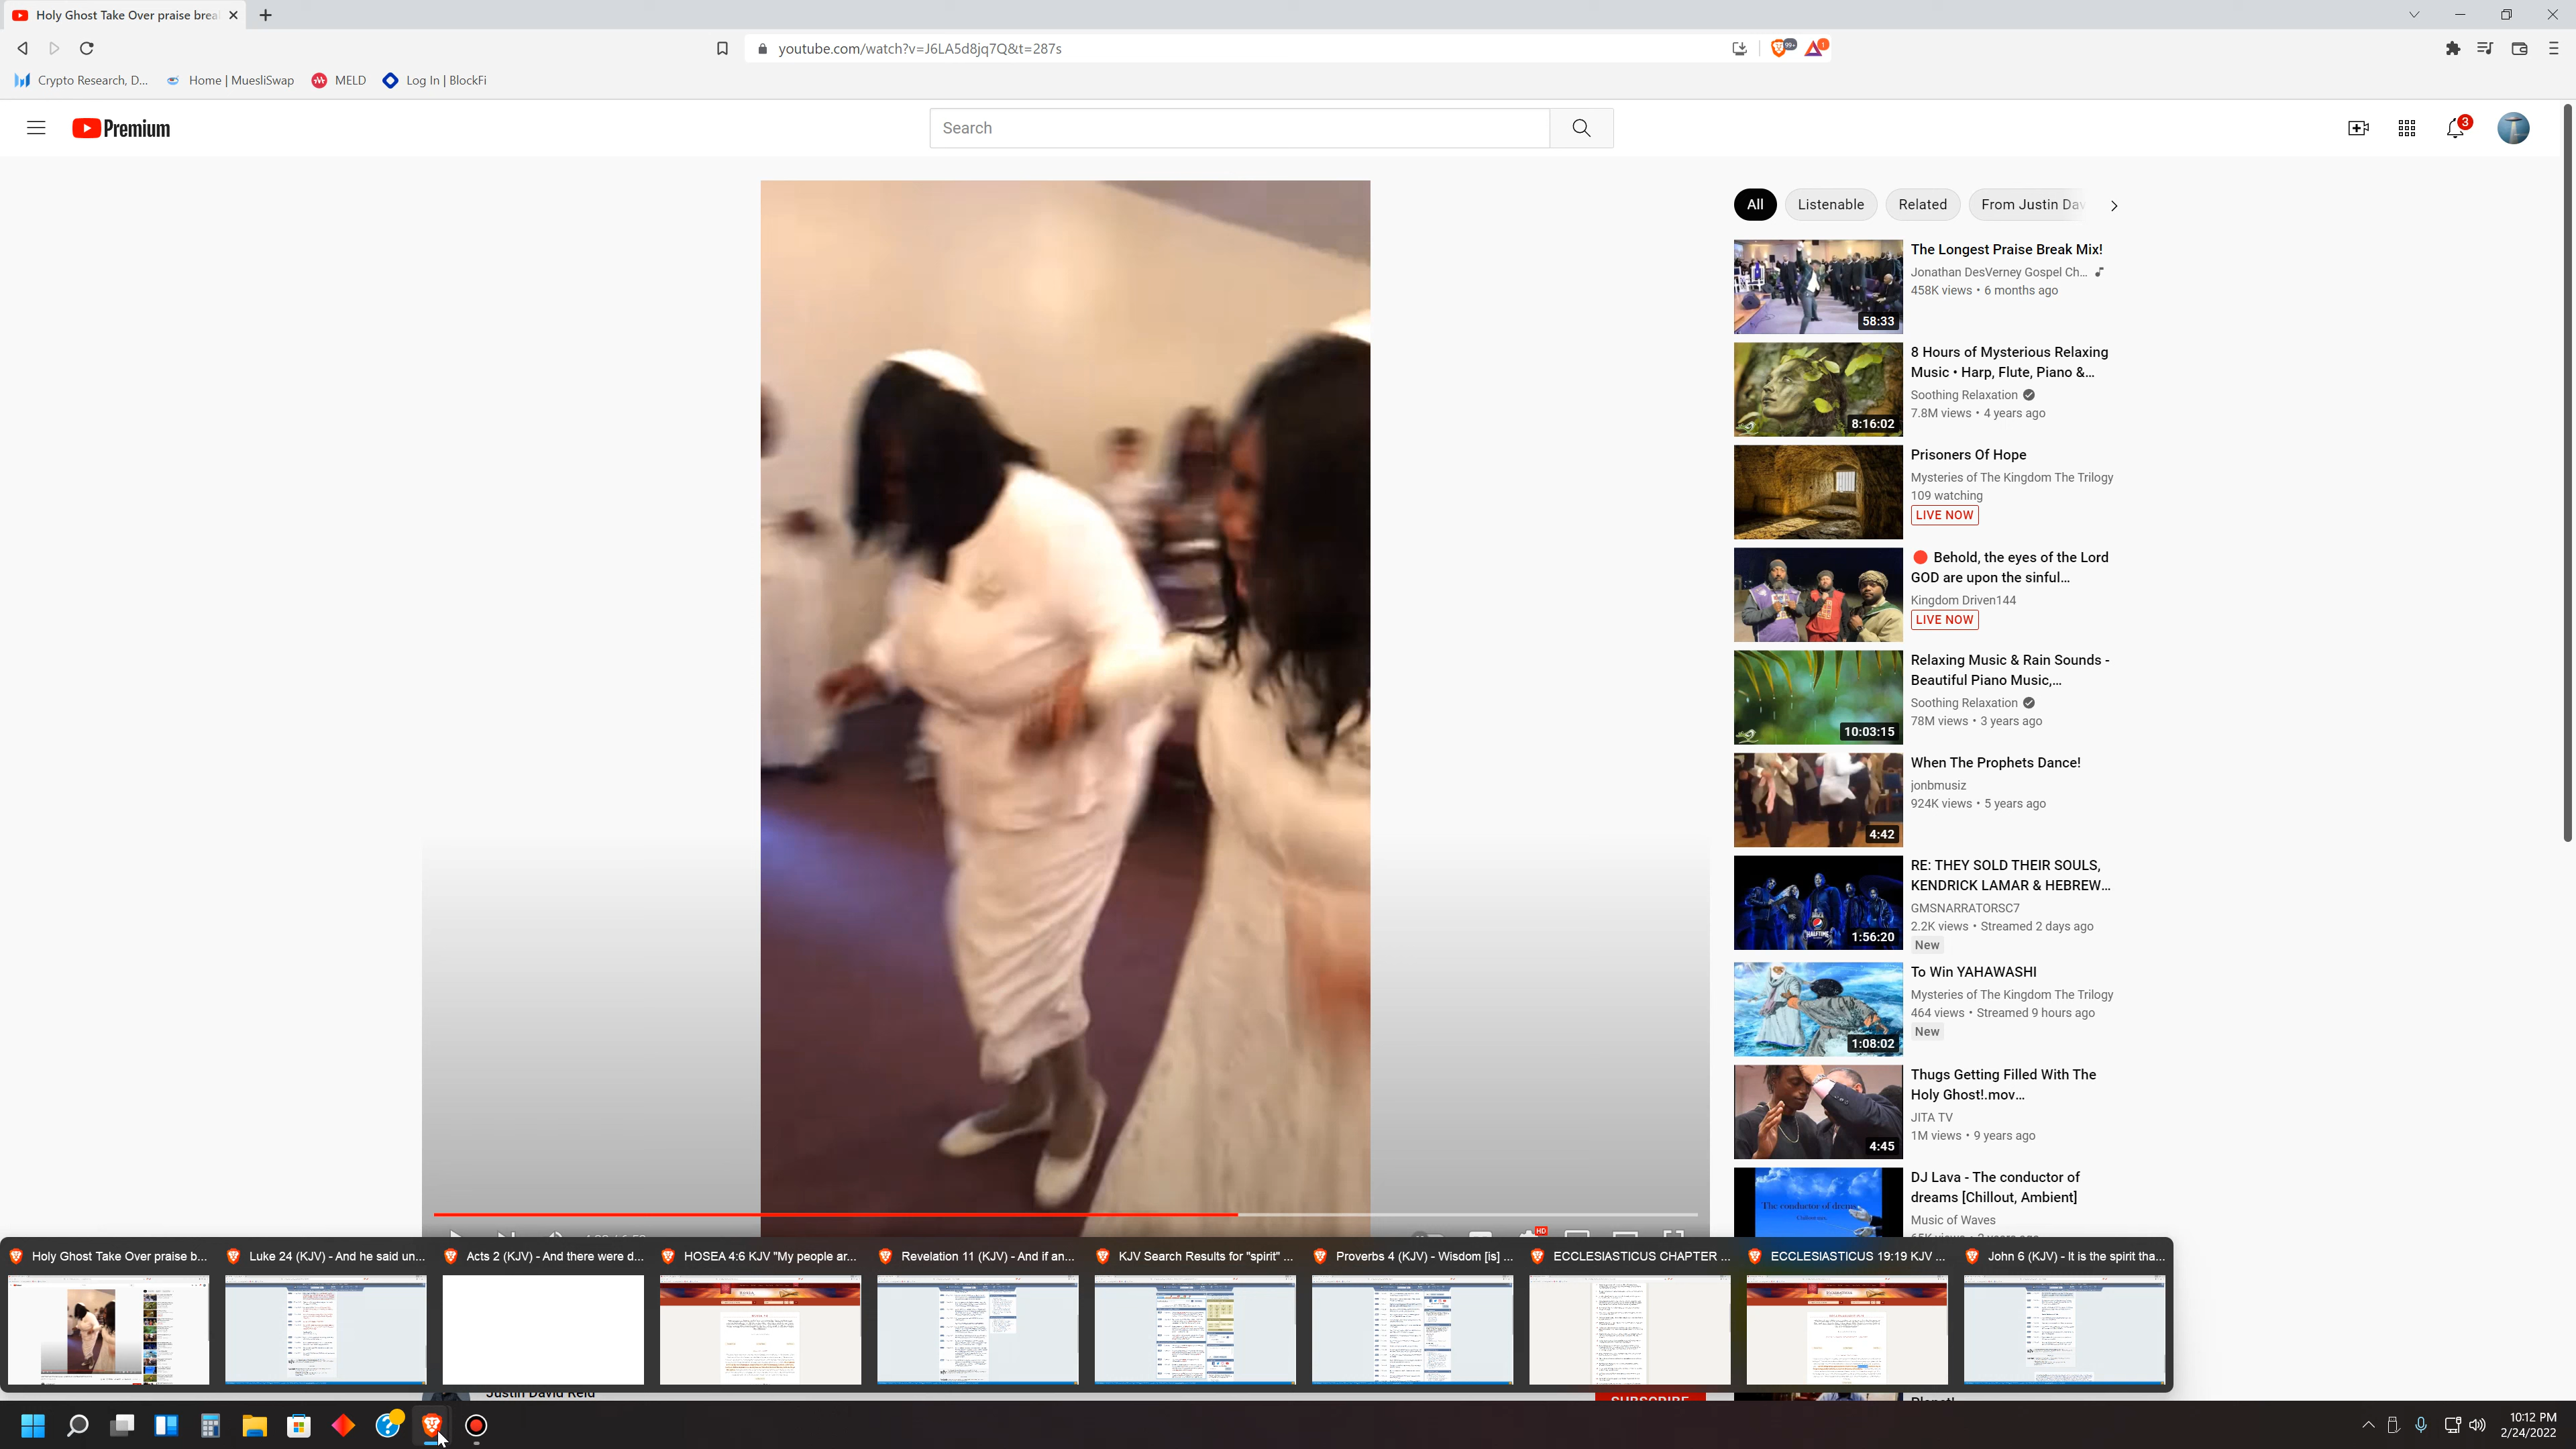 Holy Ghost Take Over praise brea
youtube.com/watch?v=J6LA5d8jq7Q&t=287s
99+
1
Crypto Research, D...
Home | MuesliSwap
MELD
Log In | BlockFi
Premium
Search
3
All
Listenable
Related
From Justin Dav
58:33
The Longest Praise Break Mix!
Jonathan DesVerney Gospel Ch...
458K views • 6 months ago
8:16:02
8 Hours of Mysterious Relaxing
Music • Harp, Flute, Piano &...
Soothing Relaxation
7.8M views • 4 years ago
Prisoners Of Hope
Mysteries of The Kingdom The Trilogy
109 watching
LIVE NOW
Behold, the eyes of the Lord
GOD are upon the sinful...
Kingdom Driven144
LIVE NOW
10:03:15
Relaxing Music & Rain Sounds -
Beautiful Piano Music,...
Soothing Relaxation
78M views • 3 years ago
4:42
When The Prophets Dance!
jonbmusiz
924K views • 5 years ago
HALFTIME
1:56:20
RE: THEY SOLD THEIR SOULS,
KENDRICK LAMAR & HEBREW...
GMSNARRATORSC7
2.2K views • Streamed 2 days ago
New
1:08:02
To Win YAHAWASHI
Mysteries of The Kingdom The Trilogy
464 views • Streamed 9 hours ago
New
4:45
Thugs Getting Filled With The
Holy Ghost!.mov...
JITA TV
1M views • 9 years ago
The conductor of dreams
DJ Lava - The conductor of
dreams [Chillout, Ambient]
Music of Waves
HD
Holy Ghost Take Over praise b...
Luke 24 (KJV) - And he said un...
Acts 2 (KJV) - And there were d...
HOSEA 4:6 KJV "My people ar...
Revelation 11 (KJV) - And if an...
KJV Search Results for "spirit" ...
Proverbs 4 (KJV) - Wisdom [is] ...
ECCLESIASTICUS CHAPTER ...
ECCLESIASTICUS 19:19 KJV ...
John 6 (KJV) - It is the spirit tha...
Justin David Reid
SUBSCRIBE
10:12 PM
2/24/2022